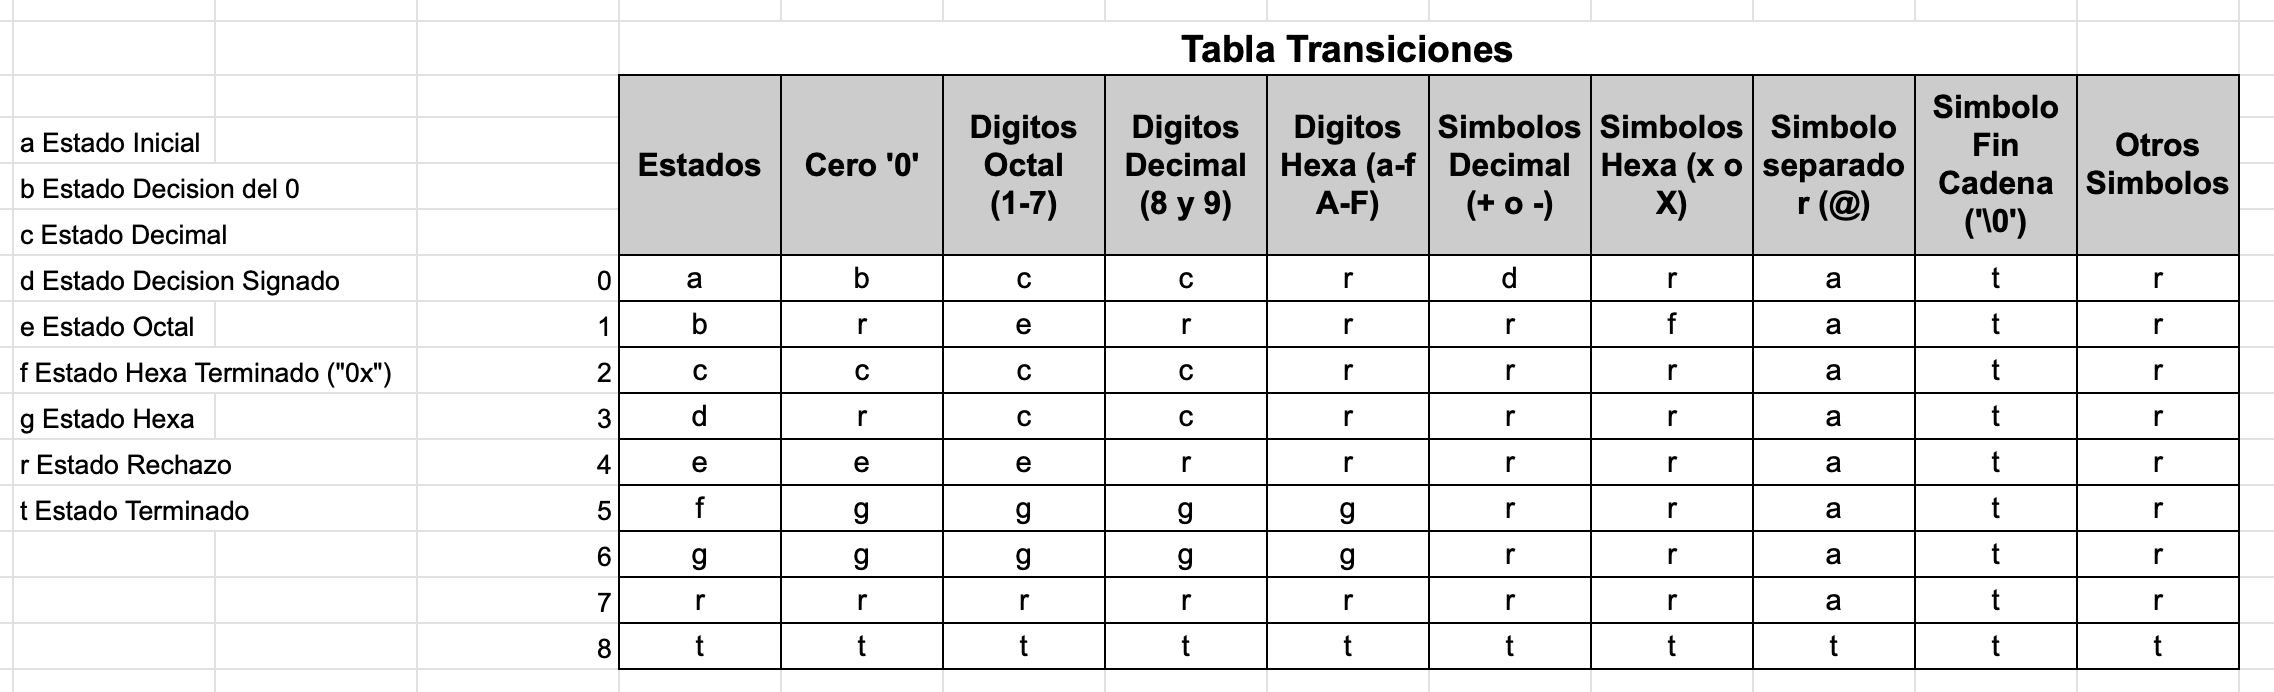 Tabla Transiciones
Estados Cero '0' Digitos Octal (1-7) Digitos Decimal (8 y 9) Digitos Hexa (a-f A-F) Simbolos Decimal (+ o -) Simbolos Hexa (x o X) Simbolo separado r (@) Simbolo Fin Cadena ('\0') Otros Simbolos
a Estado Inicial
b Estado Decision del 0
c Estado Decimal
d Estado Decision Signado 0 a b c c r d r a t r
e Estado Octal 1 b r e r r r f a t r
f Estado Hexa Terminado ("0x") 2 c c c c r r r a t r
g Estado Hexa 3 d r c c r r r a t r
r Estado Rechazo 4 e e e r r r r a t r
t Estado Terminado 5 f g g g g r r a t r
6 g g g g g r r a t r
7 r r r r r r r a t r
8 t t t t t t t t t t